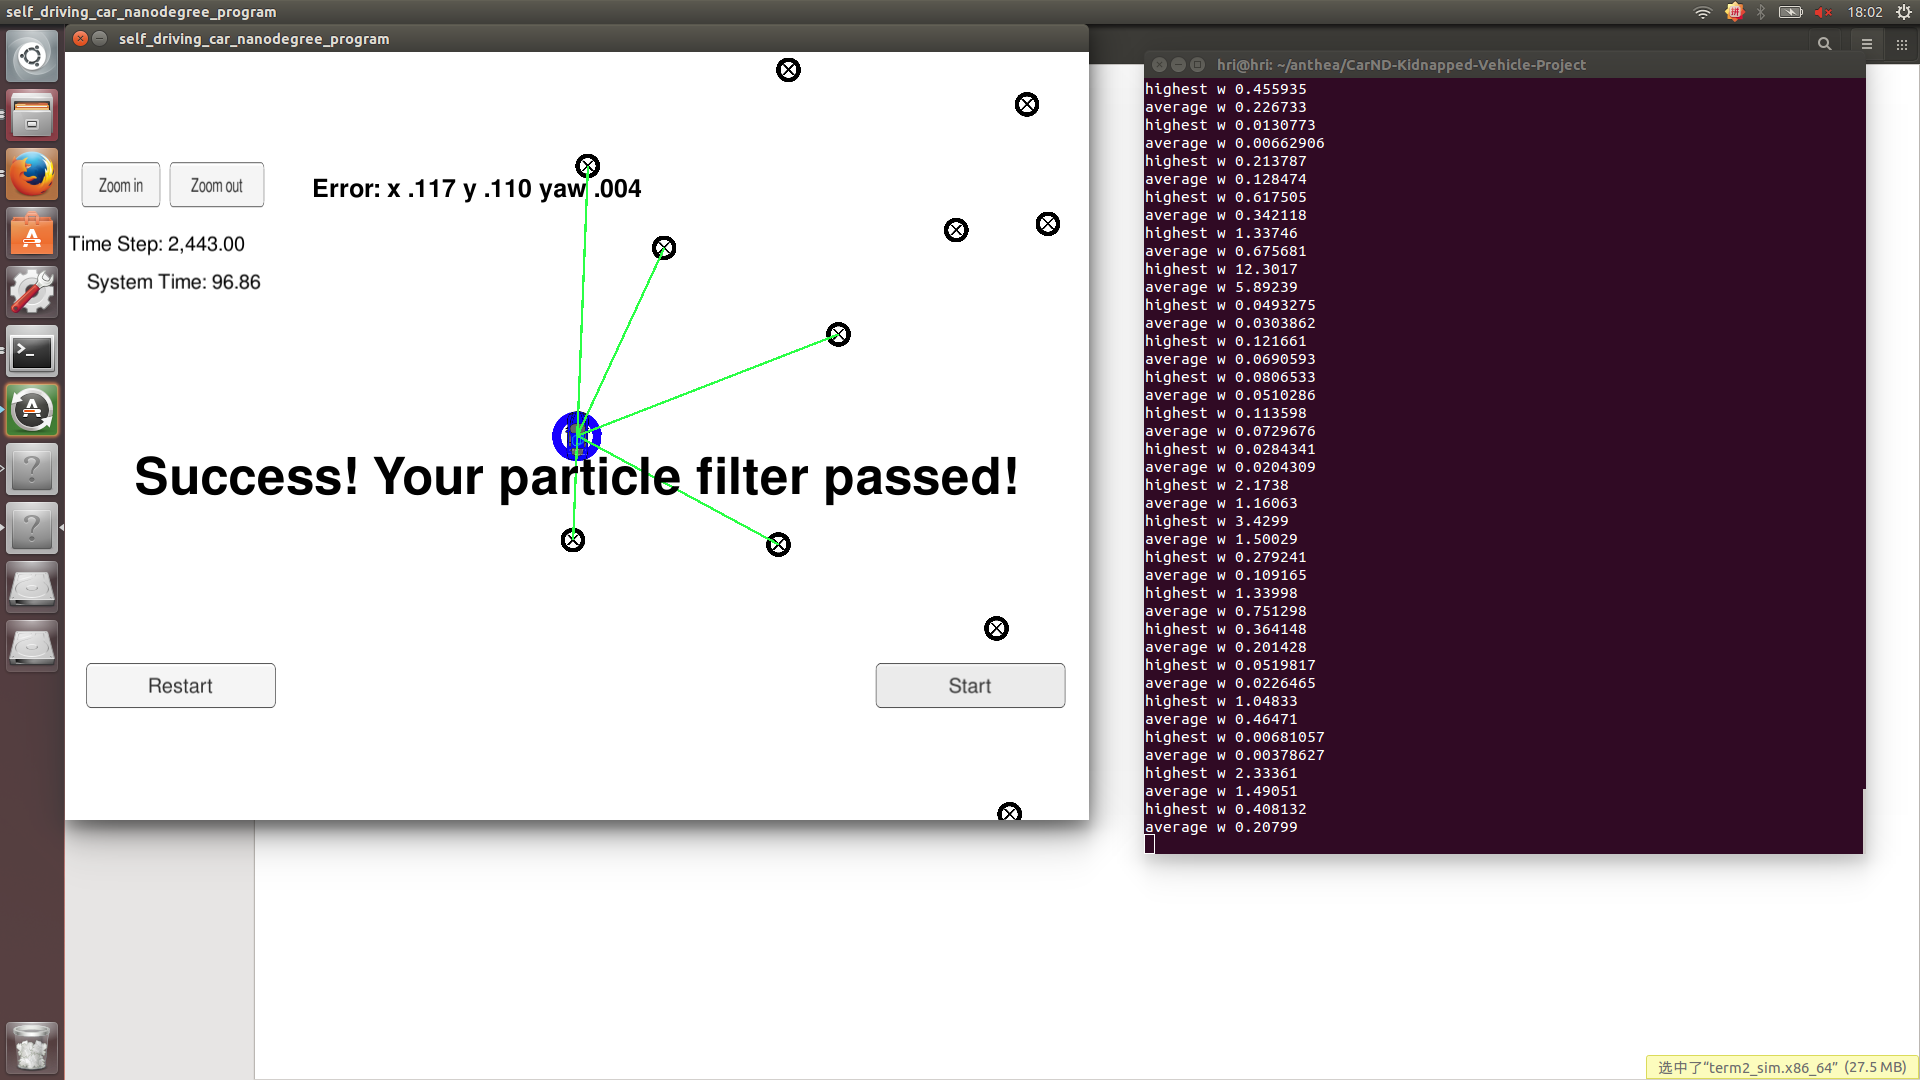 self_driving_car_nanodegree_program
18:02
self_driving_car_nanodegree_program
Zoom in
Zoom out
Error: x .117 y .110 yaw .004
Time Step: 2,443.00
System Time: 96.86
Success! Your particle filter passed!
Restart
Start
hri@hri: ~/anthea/CarND-Kidnapped-Vehicle-Project
highest w 0.455935
average w 0.226733
highest w 0.0130773
average w 0.00662906
highest w 0.213787
average w 0.128474
highest w 0.617505
average w 0.342118
highest w 1.33746
average w 0.675681
highest w 12.3017
average w 5.89239
highest w 0.0493275
average w 0.0303862
highest w 0.121661
average w 0.0690593
highest w 0.0806533
average w 0.0510286
highest w 0.113598
average w 0.0729676
highest w 0.0284341
average w 0.0204309
highest w 2.1738
average w 1.16063
highest w 3.4299
average w 1.50029
highest w 0.279241
average w 0.109165
highest w 1.33998
average w 0.751298
highest w 0.364148
average w 0.201428
highest w 0.0519817
average w 0.0226465
highest w 1.04833
average w 0.46471
highest w 0.00681057
average w 0.00378627
highest w 2.33361
average w 1.49051
highest w 0.408132
average w 0.20799
选中了“term2_sim.x86_64” (27.5 MB)